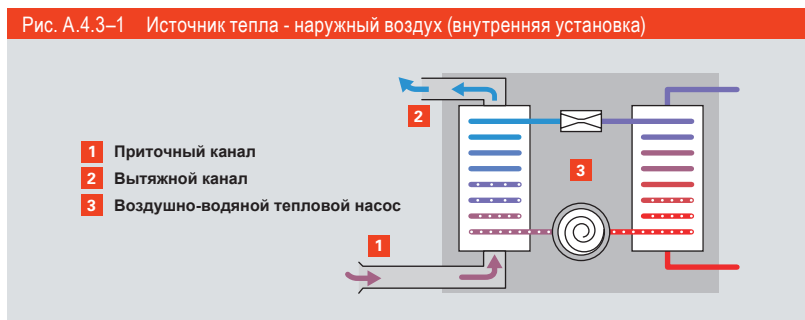 Рис. А.4.3–1 Источник тепла - наружный воздух (внутренняя установка)
1 Приточный канал
2 Вытяжной канал
3 Воздушно-водяной тепловой насос
2
3
1